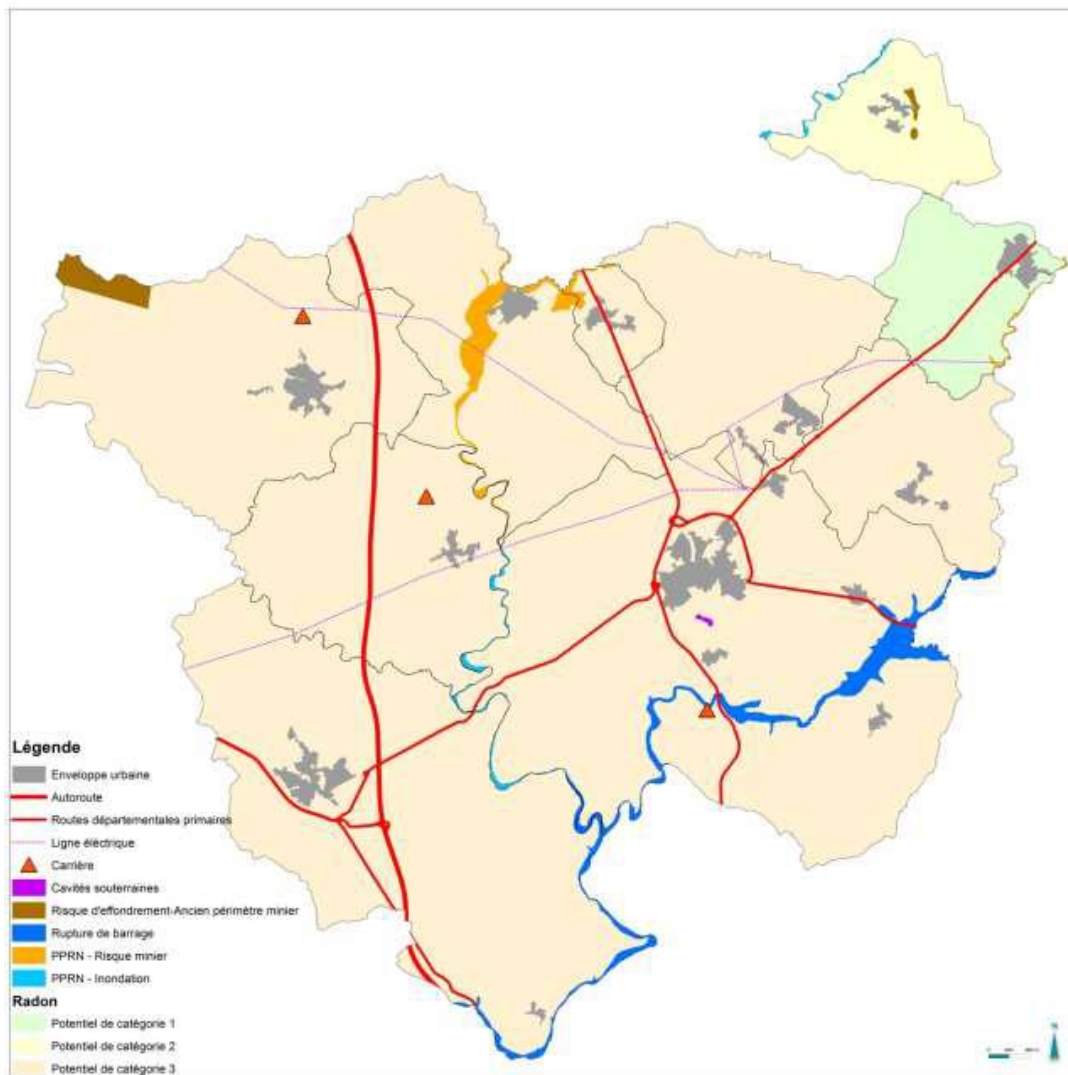 Légende
Enveloppe urbaine
Autoroute
Routes départementales primaires
Ligne éléctrique
Carrière
Cavités souterraines
Risque d'effondrement-Ancien périmètre minier
Rupture de barrage
PPRN - Risque minier
PPRN - Inondation
Radon
Potentiel de catégorie 1
Potentiel de catégorie 2
Potentiel de catégorie 3